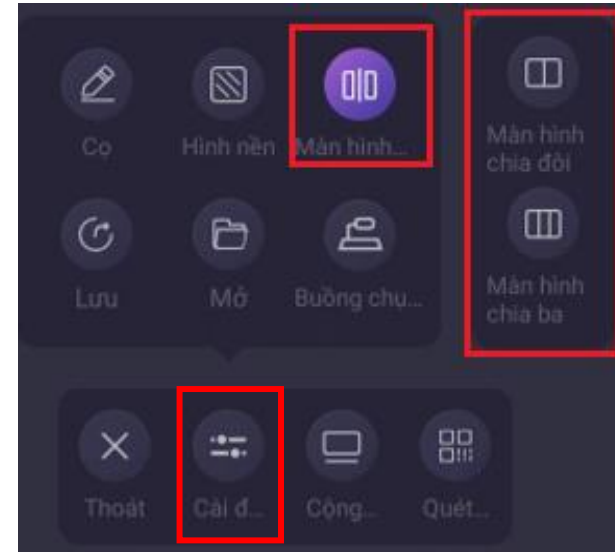 Cọ
Hình nền
Màn hình...
Màn hình
chia đôi
Lưu
Mở
Buồng chụ...
Màn hình
chia ba
Thoát
Cài đ...
Cộng...
Quét...